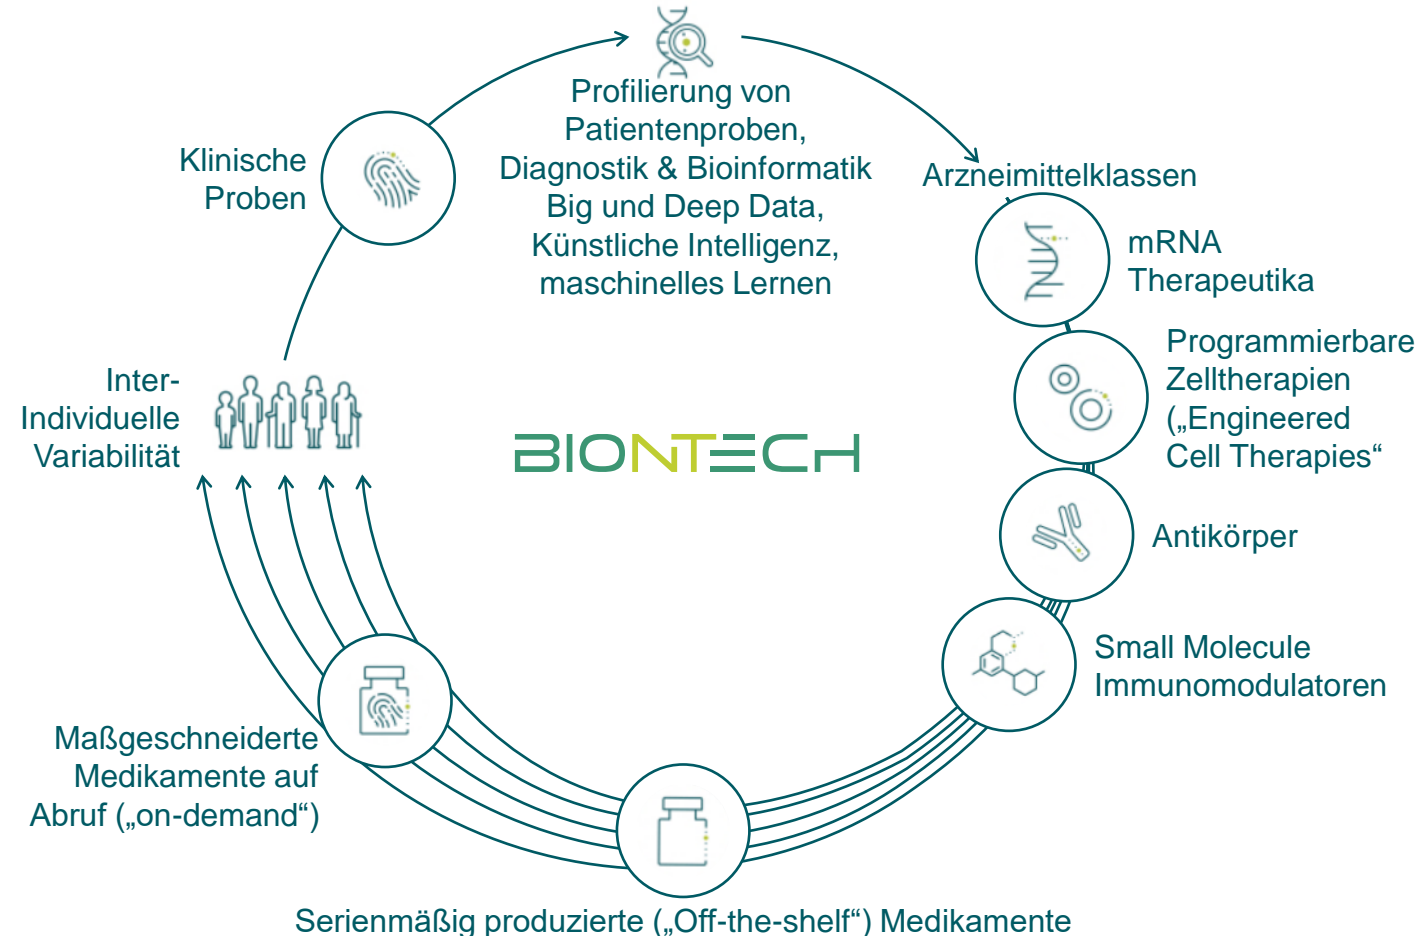 Profilierung von
Patientenproben,
Diagnostik & Bioinformatik
Big und Deep Data,
Künstliche Intelligenz,
maschinelles Lernen
Klinische
Proben
Arzneimittelklassen
mRNA
Therapeutika
Programmierbare
Zelltherapien
(„Engineered
Cell Therapies“
Inter-
Individuelle
Variabilität
BIONTECH
Antikörper
Small Molecule
Immunomodulatoren
Maßgeschneiderte
Medikamente auf
Abruf („on-demand“)
Serienmäßig produzierte („Off-the-shelf“) Medikamente